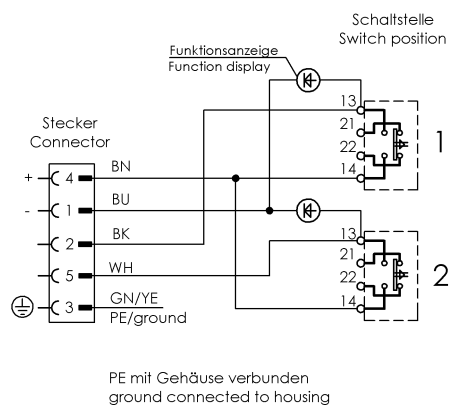 Schaltstelle
Switch position
Funktionsanzeige
Function display
13
21
22
14
1
Stecker
Connector
+ 4 BN
- 1 BU
2 BK
5 WH
3 GN/YE
PE/ground
13
21
22
14
2
PE mit Gehäuse verbunden
ground connected to housing